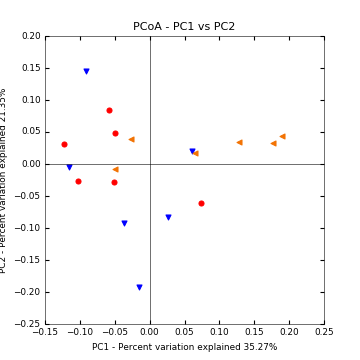 PCoA - PC1 vs PC2
0.20
0.15
0.10
0.05
0.00
−0.05
−0.10
−0.15
−0.20
−0.25
PC2 - Percent variation explained 21.35%
−0.15 −0.10 −0.05 0.00 0.05 0.10 0.15 0.20 0.25
PC1 - Percent variation explained 35.27%